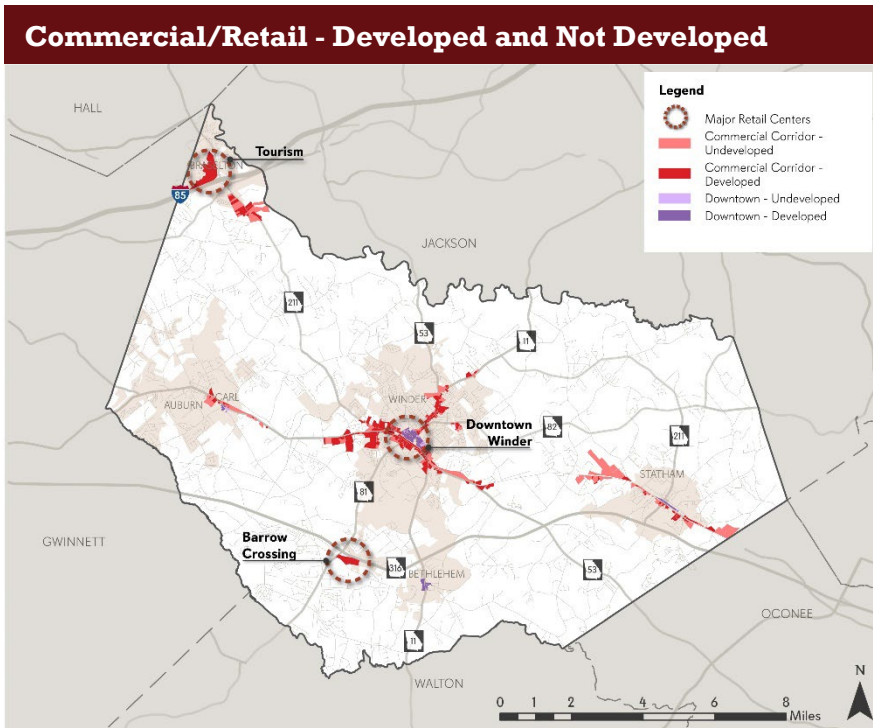 Commercial/Retail - Developed and Not Developed
HALL
Legend
Major Retail Centers
Commercial Corridor -
Undeveloped
Commercial Corridor -
Developed
Downtown - Undeveloped
Downtown - Developed
Tourism
85
JACKSON
211
53
11
WINDER
CARL
AUBURN
Downtown
Winder
82
211
STATHAM
81
GWINNETT
Barrow
Crossing
316
BETHLEHEM
53
OCONEE
11
WALTON
N
0 1 2 4 6 8
Miles